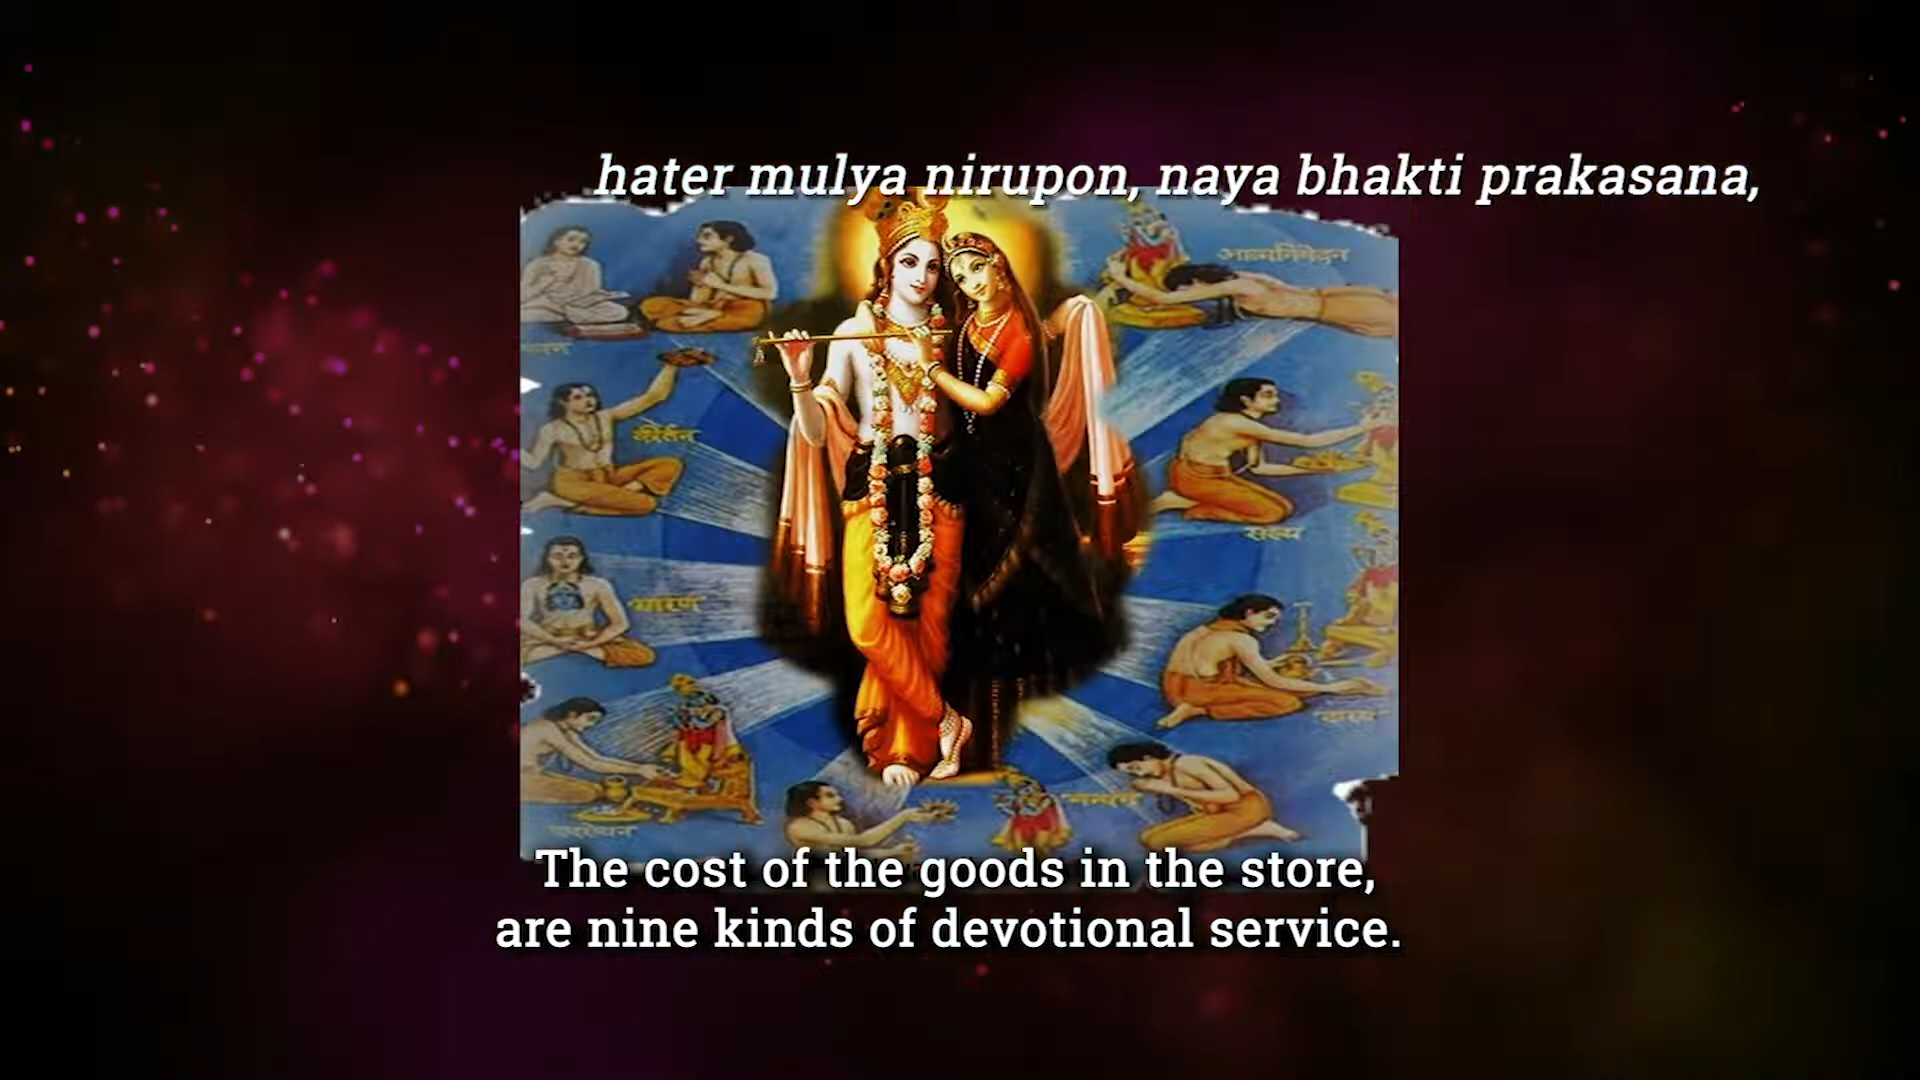 hater mulya nirupon, naya bhakti prakasana,
आत्मनिवेदन
कीर्तन
सख्य
स्मरण
दास्य
The cost of the goods in the store,
are nine kinds of devotional service.